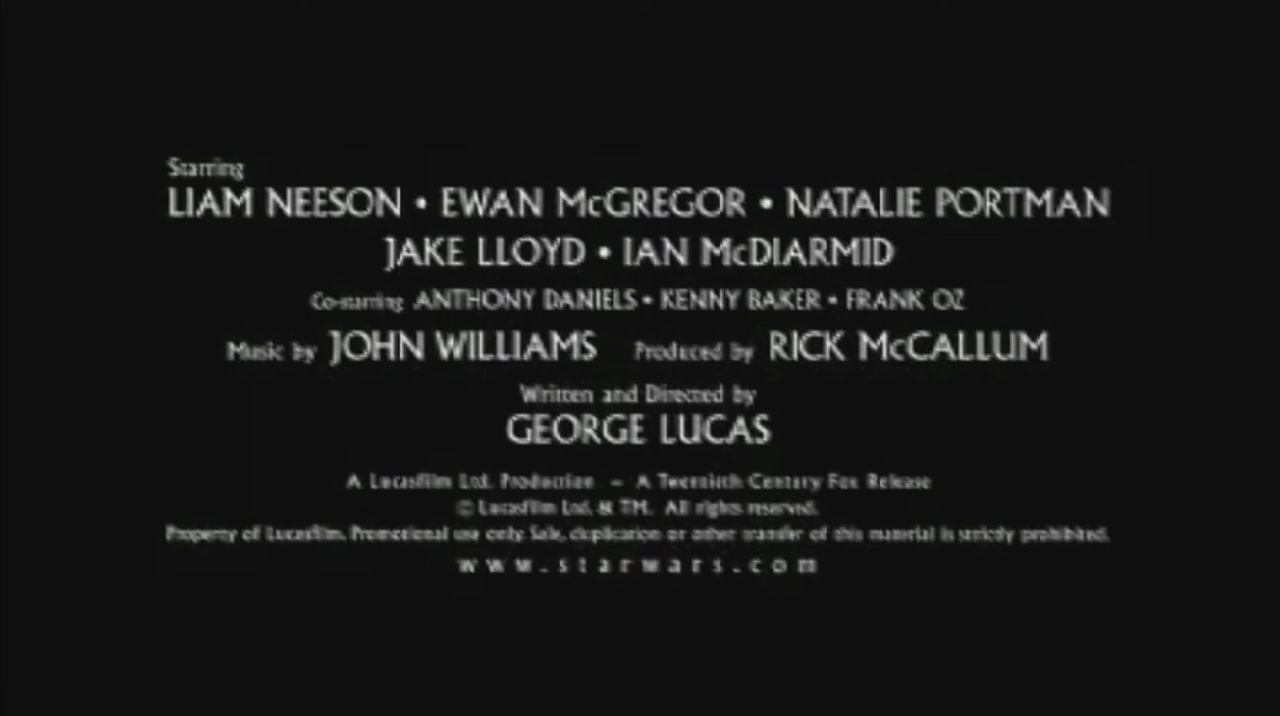 Starring
LIAM NEESON • EWAN McGREGOR • NATALIE PORTMAN
JAKE LLOYD • IAN McDIARMID
Co-starring ANTHONY DANIELS • KENNY BAKER • FRANK OZ
Music by JOHN WILLIAMS Produced by RICK McCALLUM
Written and Directed by
GEORGE LUCAS
A Lucasfilm Ltd. Production – A Twentieth Century Fox Release
© Lucasfilm Ltd. & TM. All rights reserved.
Property of Lucasfilm. Promotional use only. Sale, duplication or other transfer of this material is strictly prohibited.
www.starwars.com